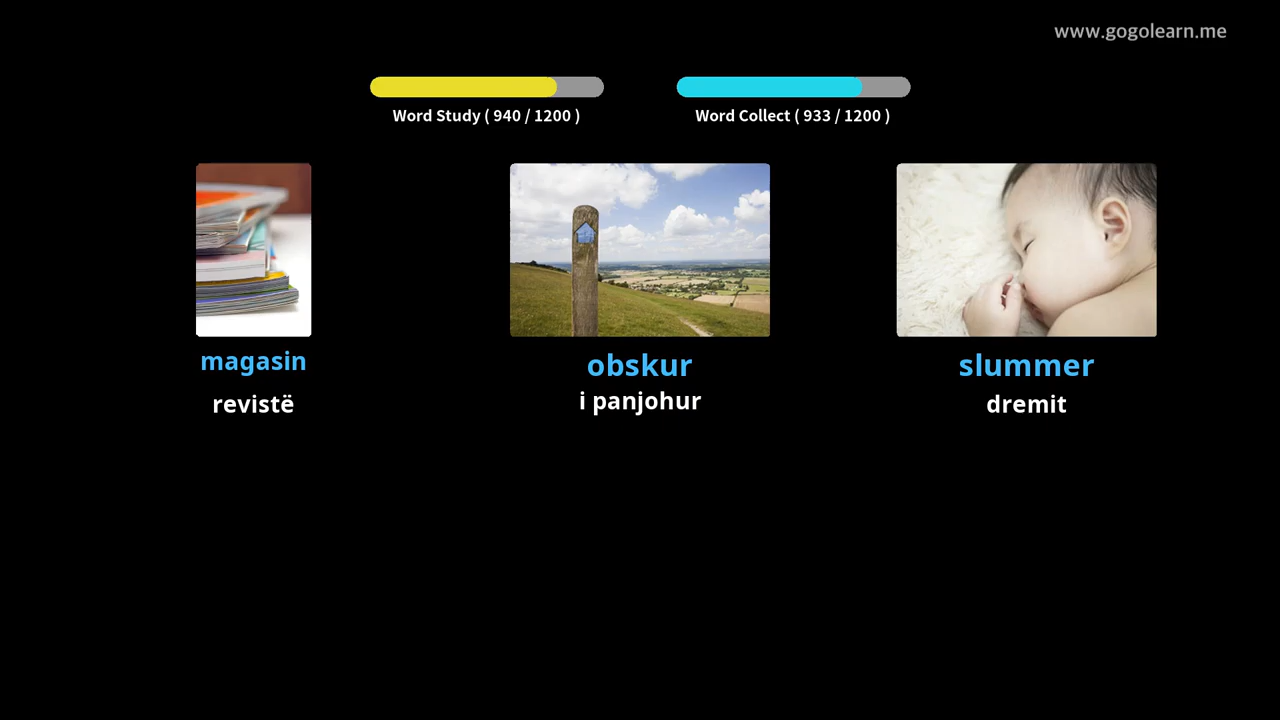 www.gogolearn.me
Word Study ( 940 / 1200 )
Word Collect ( 933 / 1200 )
magasin
revistë
obskur
i panjohur
slummer
dremit